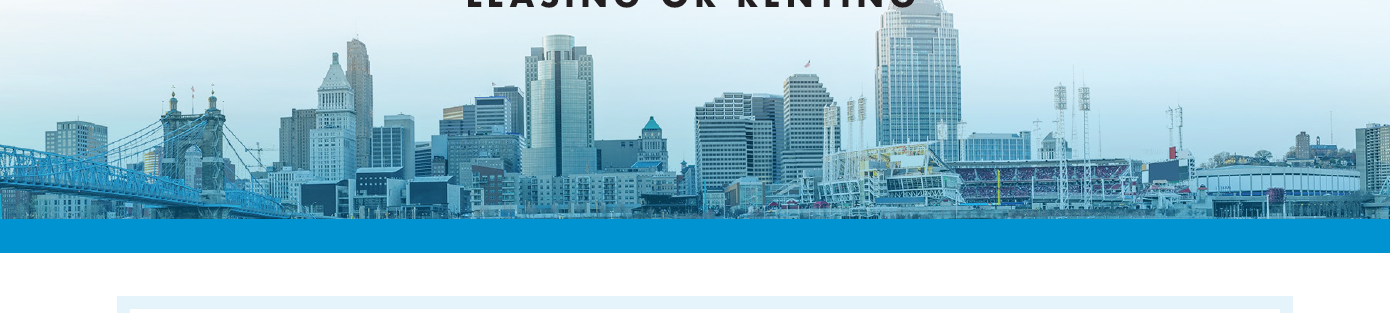 LEASING OR RENTING